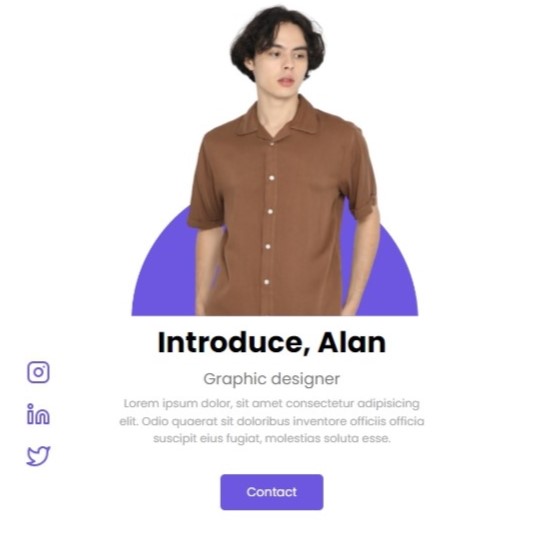 Introduce, Alan
Graphic designer
Lorem ipsum dolor, sit amet consectetur adipisicing
elit. Odio quaerat sit doloribus inventore officiis officia
suscipit eius fugiat, molestias soluta esse.
Contact